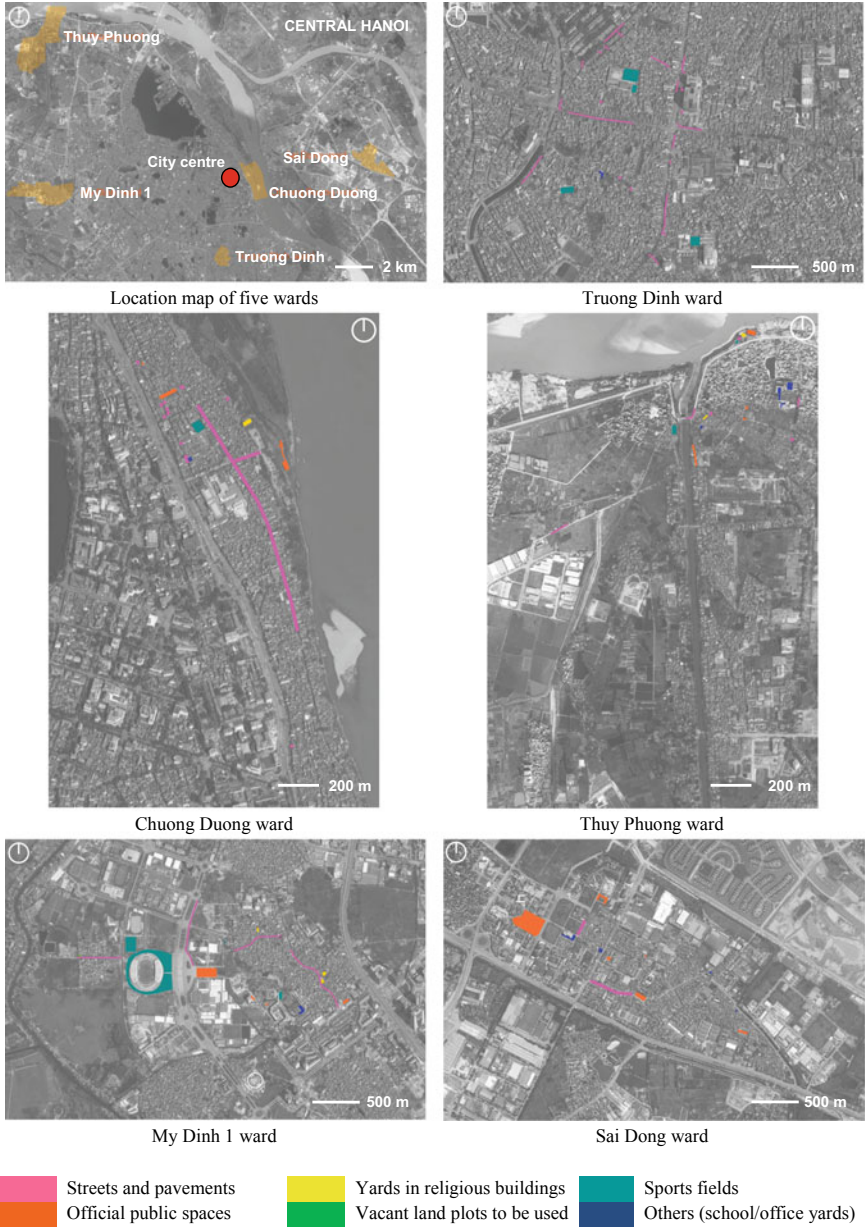 CENTRAL HANOI
Thuy Phuong
City centre
Sai Dong
My Dinh 1
Chuong Duong
Truong Dinh
2 km
500 m
Location map of five wards
Truong Dinh ward
200 m
200 m
Chuong Duong ward
Thuy Phuong ward
500 m
500 m
My Dinh 1 ward
Sai Dong ward
Streets and pavements
Yards in religious buildings
Sports fields
Official public spaces
Vacant land plots to be used
Others (school/office yards)